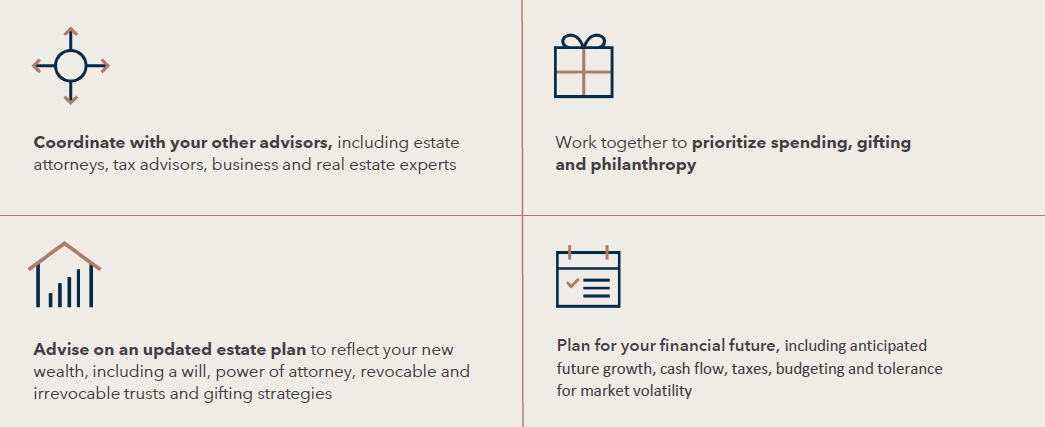 Coordinate with your other advisors, including estate
attorneys, tax advisors, business and real estate experts
Work together to prioritize spending, gifting
and philanthropy
Advise on an updated estate plan to reflect your new
wealth, including a will, power of attorney, revocable and
irrevocable trusts and gifting strategies
Plan for your financial future, including anticipated
future growth, cash flow, taxes, budgeting and tolerance
for market volatility